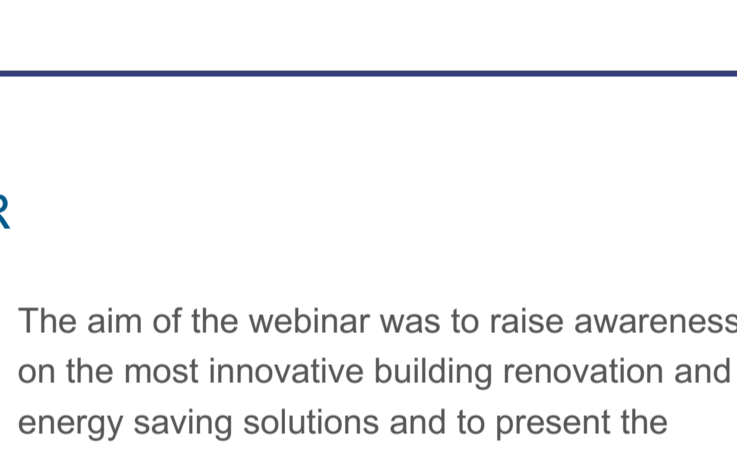 R
The aim of the webinar was to raise awareness
on the most innovative building renovation and
energy saving solutions and to present the